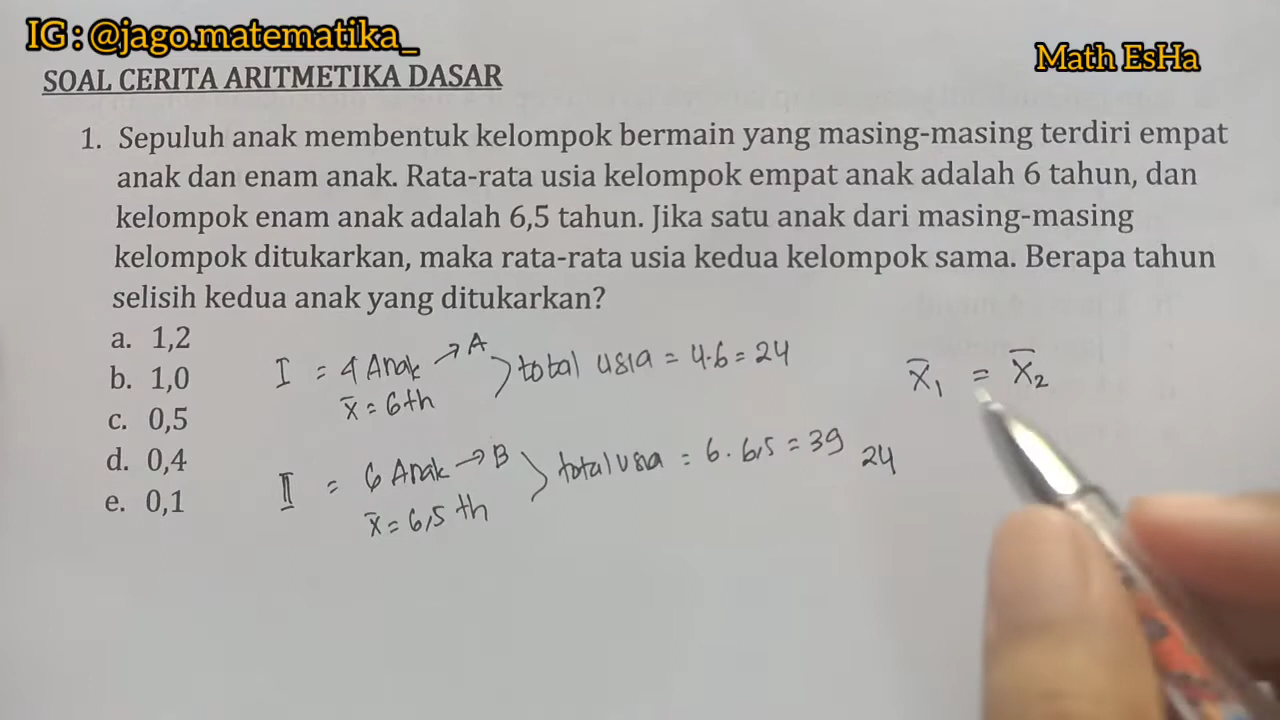 IG : @jago.matematika_
Math EsHa
SOAL CERITA ARITMETIKA DASAR
1. Sepuluh anak membentuk kelompok bermain yang masing-masing terdiri empat
anak dan enam anak. Rata-rata usia kelompok empat anak adalah 6 tahun, dan
kelompok enam anak adalah 6,5 tahun. Jika satu anak dari masing-masing
kelompok ditukarkan, maka rata-rata usia kedua kelompok sama. Berapa tahun
selisih kedua anak yang ditukarkan?
a. 1,2
b. 1,0
c. 0,5
d. 0,4
e. 0,1
I = 4 Anak → A
x̄ = 6 th
total usia = 4.6 = 24
II = 6 Anak → B
x̄ = 6,5 th
total usia = 6. 6,5 = 39
x̄₁ = x̄₂
24